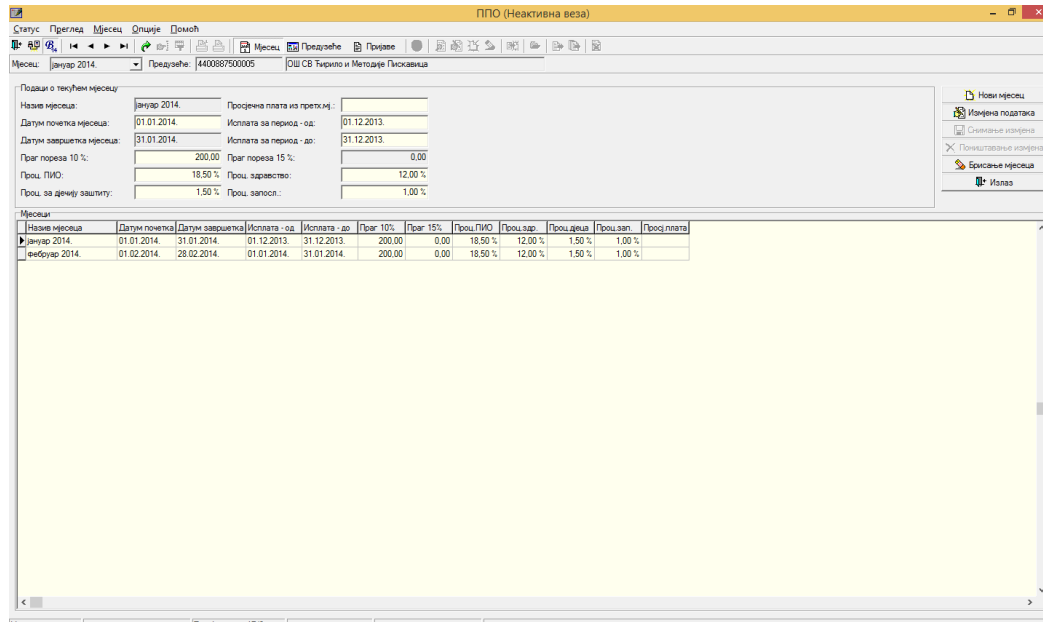 ППО (Неактивна веза)
Статус Преглед Мјесец Опције Помоћ
Мјесец Предузеће Пријаве
Мјесец: јануар 2014. Предузеће: 4400887500005 ОШ СВ Ћирило и Методије Пискавица
Подаци о текућем мјесецу
Назив мјесеца: јануар 2014. Просјечна плата из претх.мј.:
Датум почетка мјесеца: 01.01.2014. Исплата за период - од: 01.12.2013.
Датум завршетка мјесеца: 31.01.2014. Исплата за период - до: 31.12.2013.
Праг пореза 10 %: 200,00 Праг пореза 15 %: 0,00
Проц. ПИО: 18,50 % Проц. здравство: 12,00 %
Проц. за дјечију заштиту: 1,50 % Проц. запосл.: 1,00 %
Нови мјесец
Измјена података
Снимање измјена
Поништавање измјена
Брисање мјесеца
Излаз
Мјесеци
Назив мјесеца Датум почетка Датум завршетка Исплата - од Исплата - до Праг 10% Праг 15% Проц.ПИО Проц.здр. Проц.дјеца Проц.зап. Просј.плата
јануар 2014. 01.01.2014. 31.01.2014. 01.12.2013. 31.12.2013. 200,00 0,00 18,50 % 12,00 % 1,50 % 1,00 %
фебруар 2014. 01.02.2014. 28.02.2014. 01.01.2014. 31.01.2014. 200,00 0,00 18,50 % 12,00 % 1,50 % 1,00 %